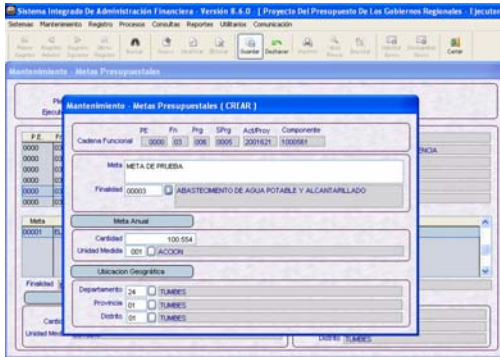 Sistema Integrado De Administración Financiera - Versión 8.6.0 - [ Proyecto Del Presupuesto De Los Gobiernos Regionales - Ejecutor
Sistemas Mantenimiento Registro Procesos Consultas Reportes Utilitarios Comunicación
Guardar Deshacer Cerrar
Mantenimiento - Metas Presupuestales
Mantenimiento - Metas Presupuestales ( CREAR )
PE Fn Prg SPrg Act/Proy Componente
Cadena Funcional 0000 03 006 0005 2001621 1000581
Meta META DE PRUEBA
Finalidad 00003 ABASTECIMIENTO DE AGUA POTABLE Y ALCANTARILLADO
Meta Anual
Cantidad 100.554
Unidad Medida 001 ACCION
Ubicacion Geográfica
Departamento 24 TUMBES
Provincia 01 TUMBES
Distrito 01 TUMBES
P.E.
0000
0000
0000
0000
0000
0000
Meta
00001
Finalidad
Distrito TUMBES